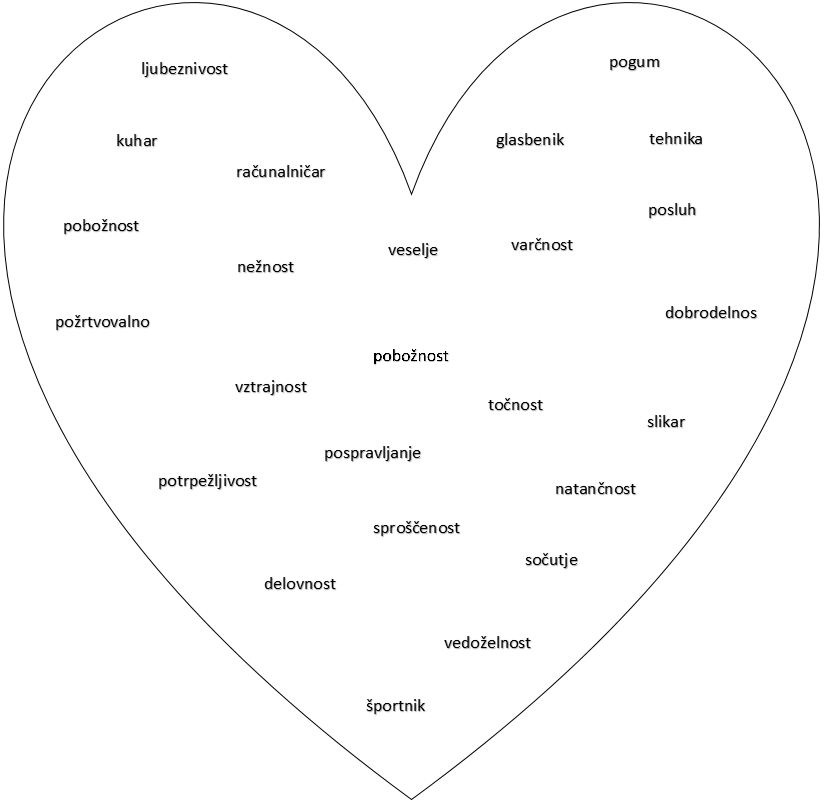 pogum
ljubeznivost
kuhar
glasbenik
tehnika
računalničar
posluh
pobožnost
veselje
varčnost
nežnost
dobrodelnos
požrtvovalno
pobožnost
vztrajnost
točnost
slikar
pospravljanje
potrpežljivost
natančnost
sproščenost
sočutje
delovnost
vedoželnost
športnik